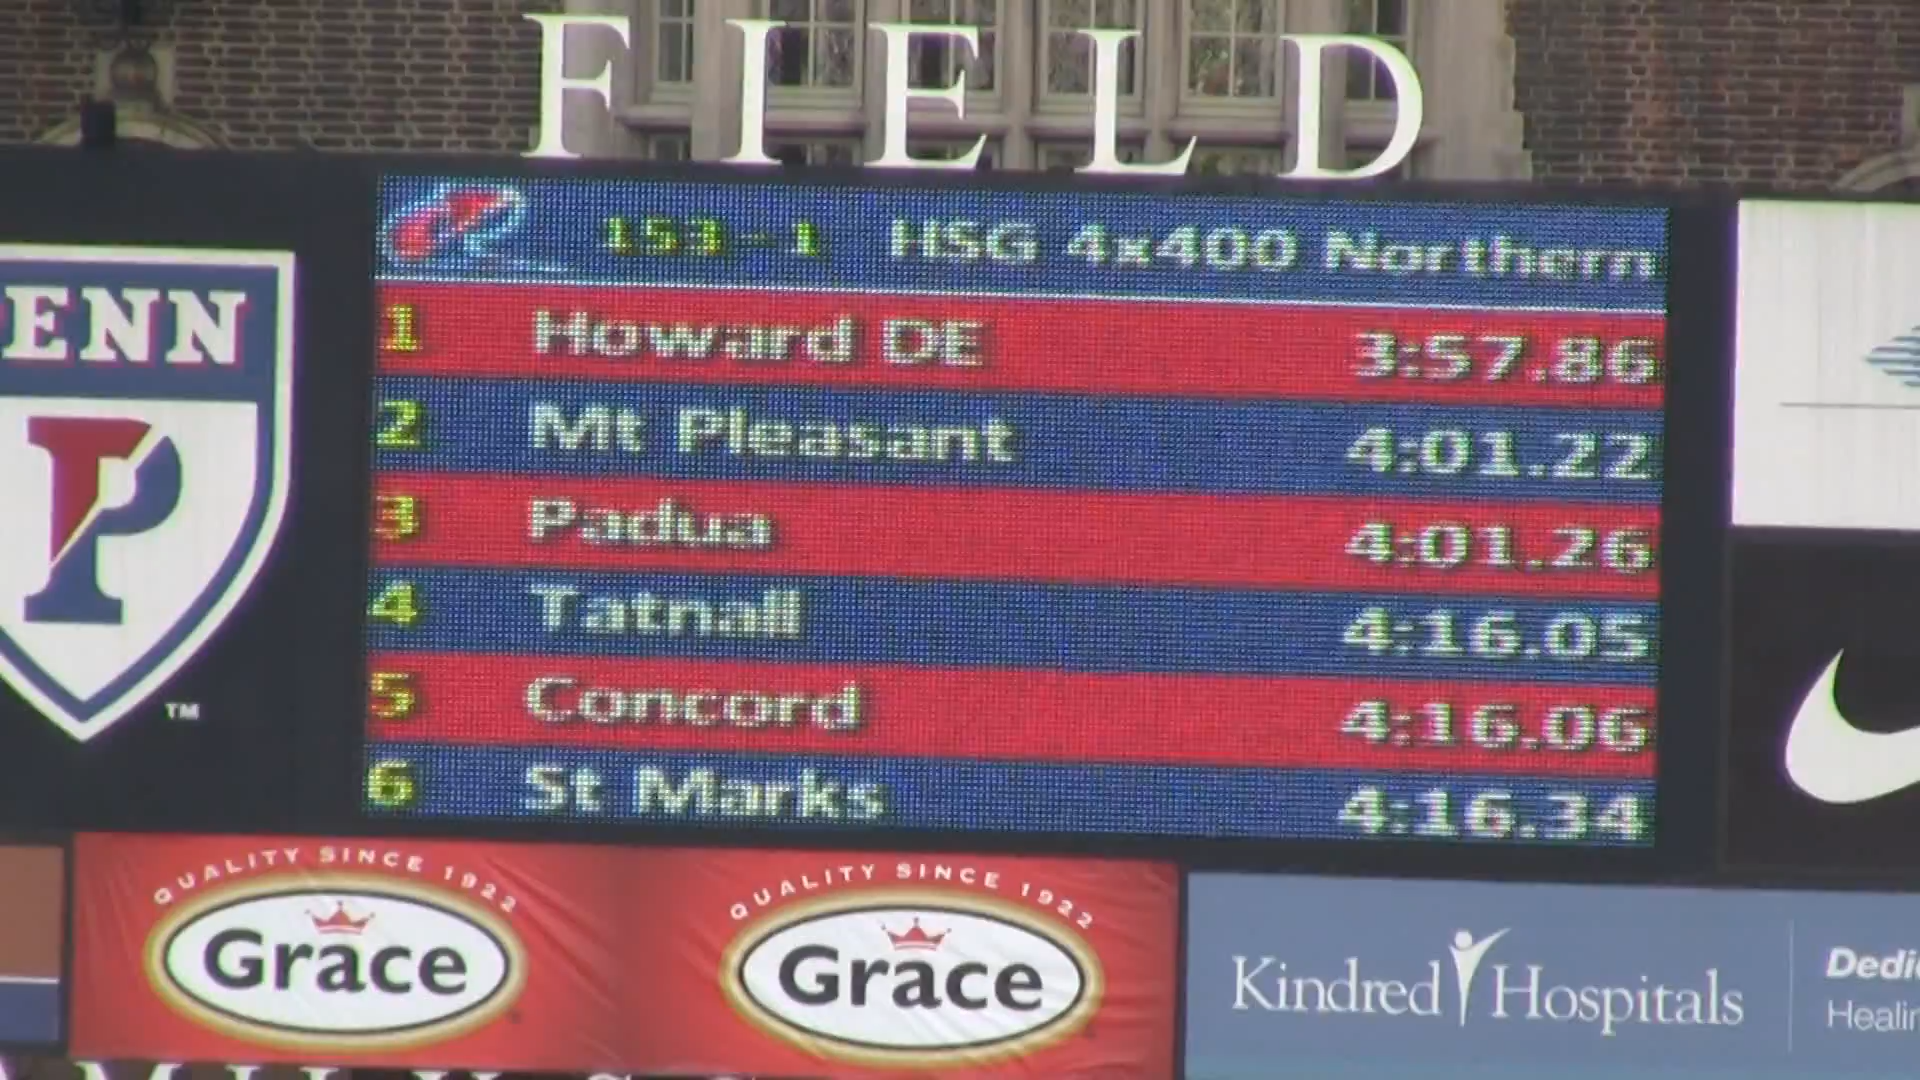 FIELD
153-1 HSG 4x400 Northern
1 Howard DE 3:57.86
2 Mt Pleasant 4:01.22
3 Padua 4:01.26
4 Tatnall 4:16.05
5 Concord 4:16.06
6 St Marks 4:16.34
ENN
P
TM
QUALITY SINCE 1922
Grace
QUALITY SINCE 1922
Grace
Kindred Hospitals
Dedi
Healin